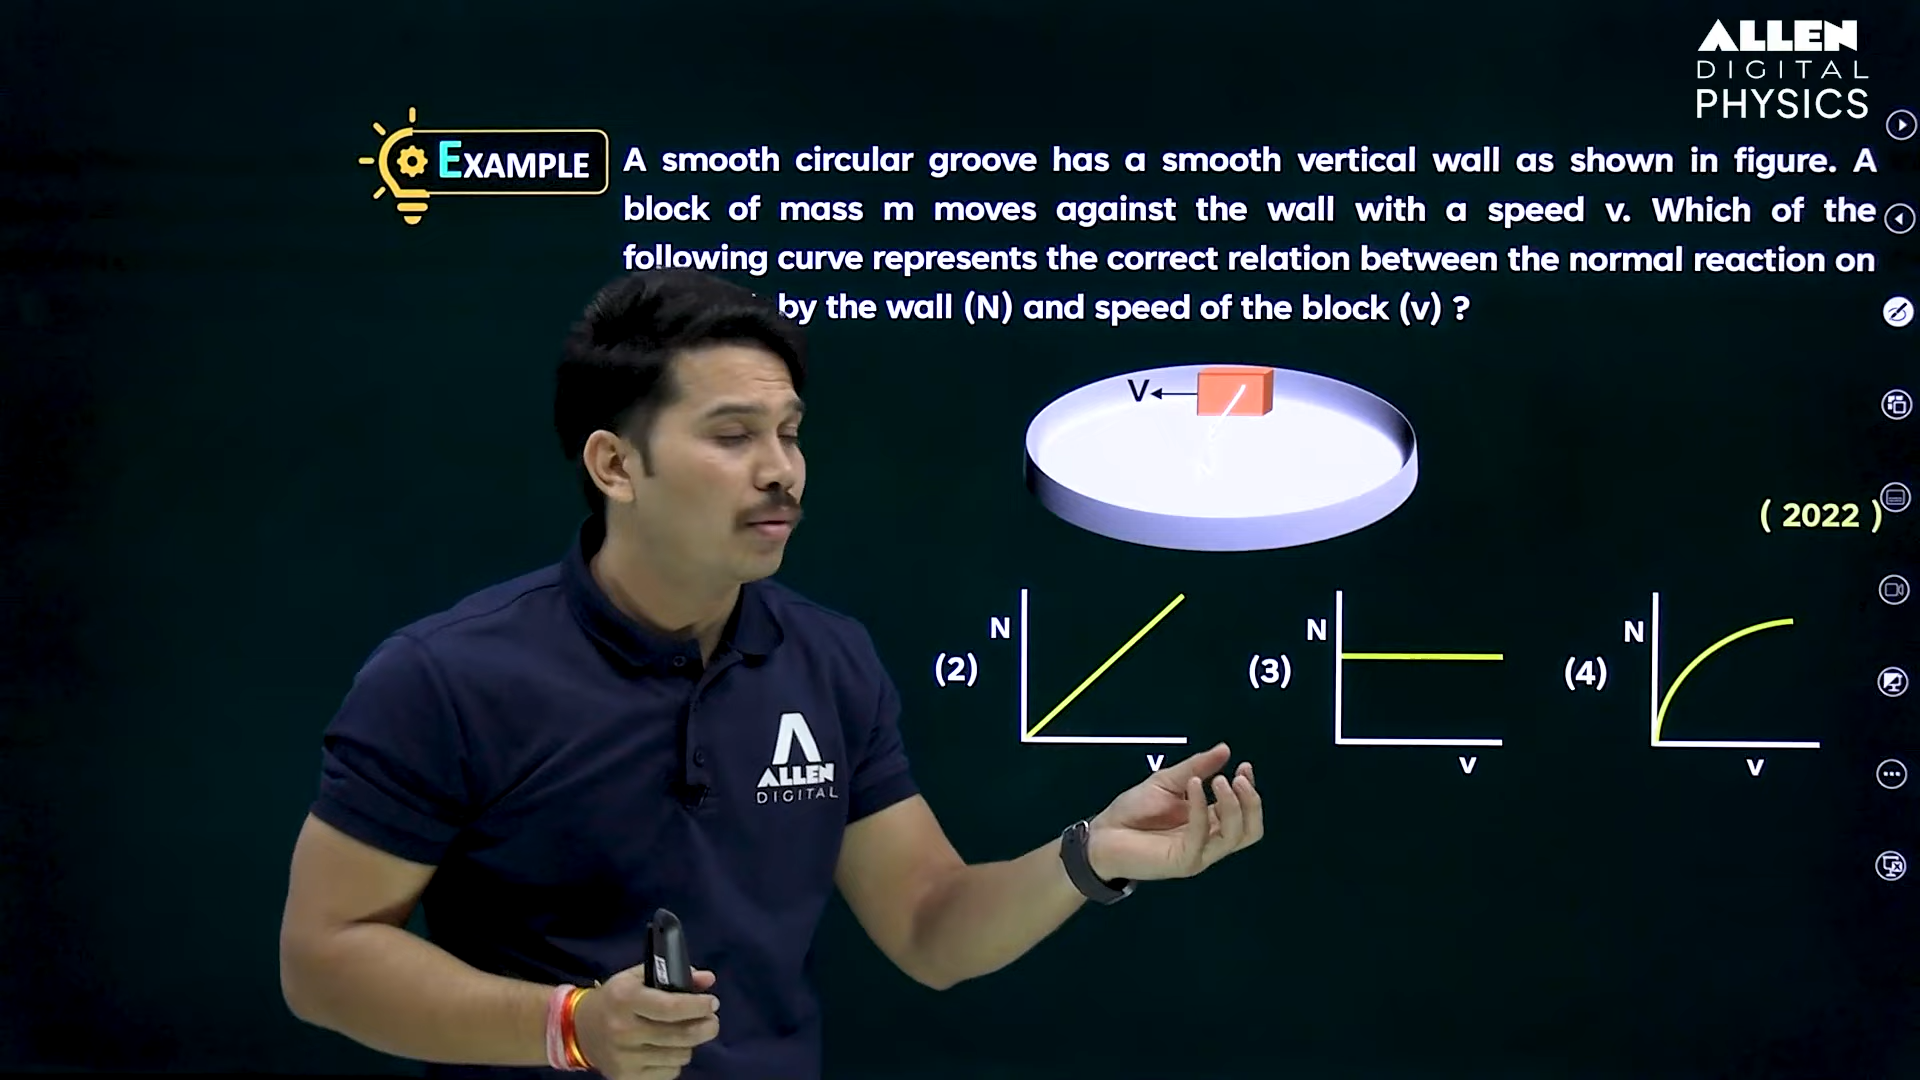 ALLEN
DIGITAL
PHYSICS
EXAMPLE
A smooth circular groove has a smooth vertical wall as shown in figure. A
block of mass m moves against the wall with a speed v. Which of the
following curve represents the correct relation between the normal reaction on
by the wall (N) and speed of the block (v) ?
V
N
( 2022 )
(2)
N
v
(3)
N
v
(4)
N
v
ALLEN
DIGITAL